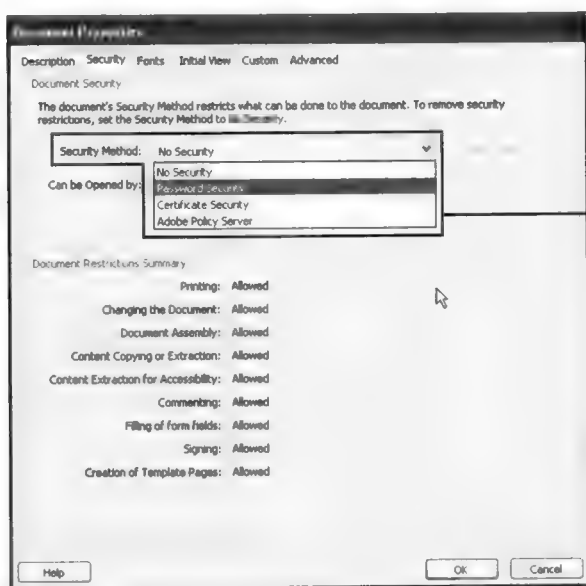 Document Properties
Description Security Fonts Initial View Custom Advanced
Document Security
The document's Security Method restricts what can be done to the document. To remove security
restrictions, set the Security Method to No Security.
Security Method: No Security
No Security
Can be Opened by: Password Security
Certificate Security
Adobe Policy Server
Document Restrictions Summary
Printing: Allowed
Changing the Document: Allowed
Document Assembly: Allowed
Content Copying or Extraction: Allowed
Content Extraction for Accessibility: Allowed
Commenting: Allowed
Filling of form fields: Allowed
Signing: Allowed
Creation of Template Pages: Allowed
Help OK Cancel